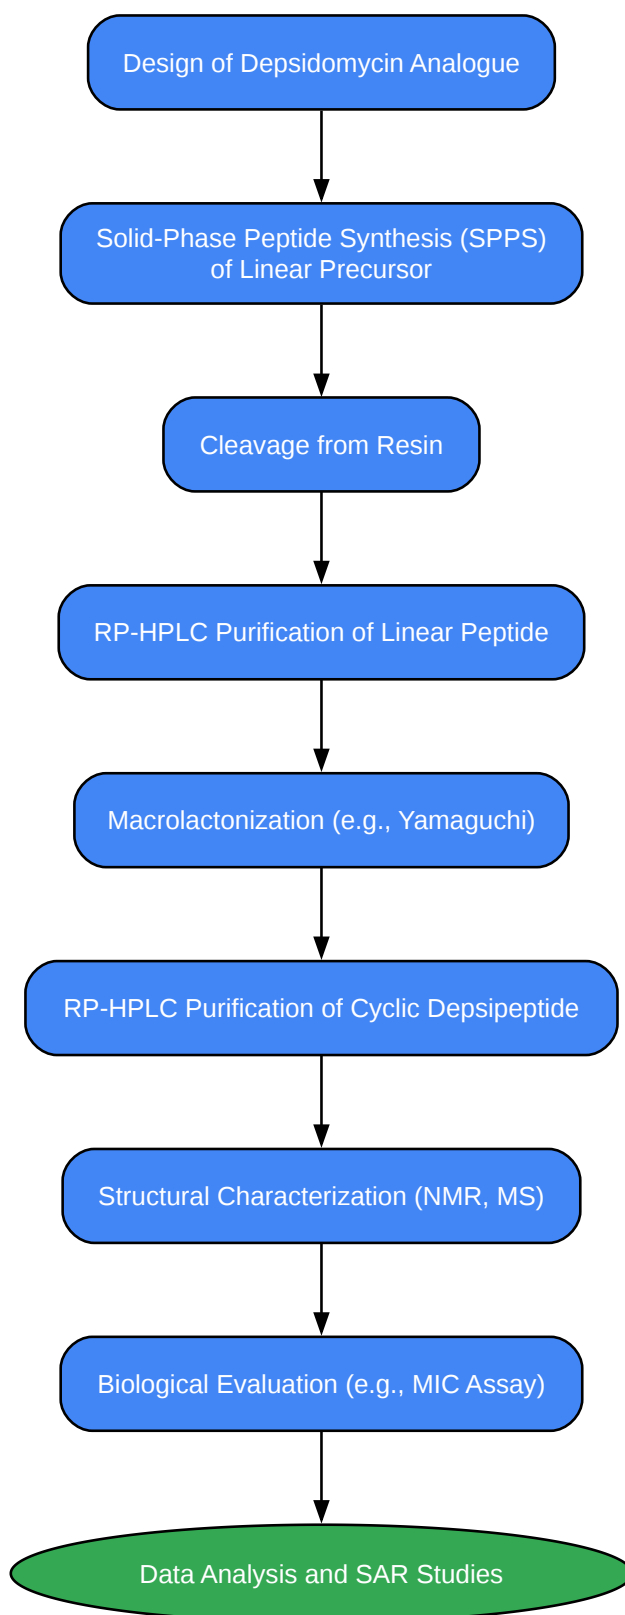 Design of Depsidomycin Analogue
Solid-Phase Peptide Synthesis (SPPS)
of Linear Precursor
Cleavage from Resin
RP-HPLC Purification of Linear Peptide
Macrolactonization (e.g., Yamaguchi)
RP-HPLC Purification of Cyclic Depsipeptide
Structural Characterization (NMR, MS)
Biological Evaluation (e.g., MIC Assay)
Data Analysis and SAR Studies